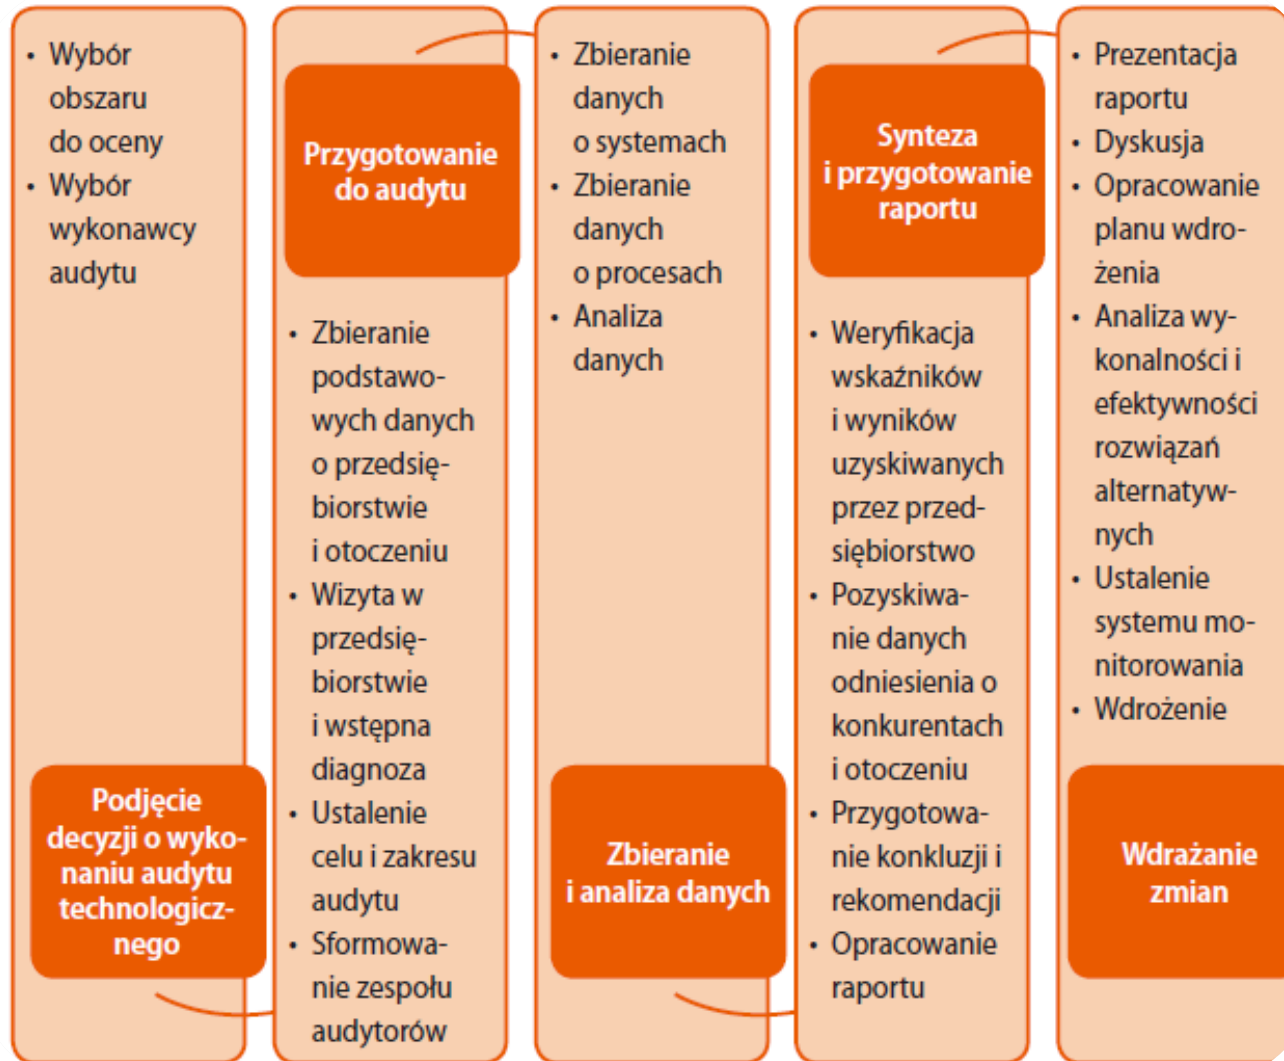 • Wybór
obszaru
do oceny
• Wybór
wykonawcy
audytu
Podjęcie
decyzji o wyko-
naniu audytu
technologicz-
nego
Przygotowanie
do audytu
• Zbieranie
podstawo-
wych danych
o przedsię-
biorstwie
i otoczeniu
• Wizyta w
przedsię-
biorstwie
i wstępna
diagnoza
• Ustalenie
celu i zakresu
audytu
• Sformowa-
nie zespołu
audytorów
• Zbieranie
danych
o systemach
• Zbieranie
danych
o procesach
• Analiza
danych
Zbieranie
i analiza danych
Synteza
i przygotowanie
raportu
• Weryfikacja
wskaźników
i wyników
uzyskiwanych
przez przed-
siębiorstwo
• Pozyskiwa-
nie danych
odniesienia o
konkurentach
i otoczeniu
• Przygotowa-
nie konkluzji i
rekomendacji
• Opracowanie
raportu
• Prezentacja
raportu
• Dyskusja
• Opracowanie
planu wdro-
żenia
• Analiza wy-
konalności i
efektywności
rozwiązań
alternatyw-
nych
• Ustalenie
systemu mo-
nitorowania
• Wdrożenie
Wdrażanie
zmian